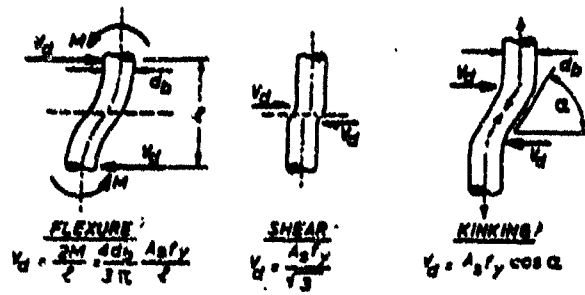 V_d M d_b ℓ V_d M
V_d V_d
V_d d_b α V_d
FLEXURE:
V_d = 2M/ℓ = 4d_b/3π A_s f_y/ℓ
SHEAR
V_d = A_s f_y/√3
KINKING!
V_d = A_s f_y cos α